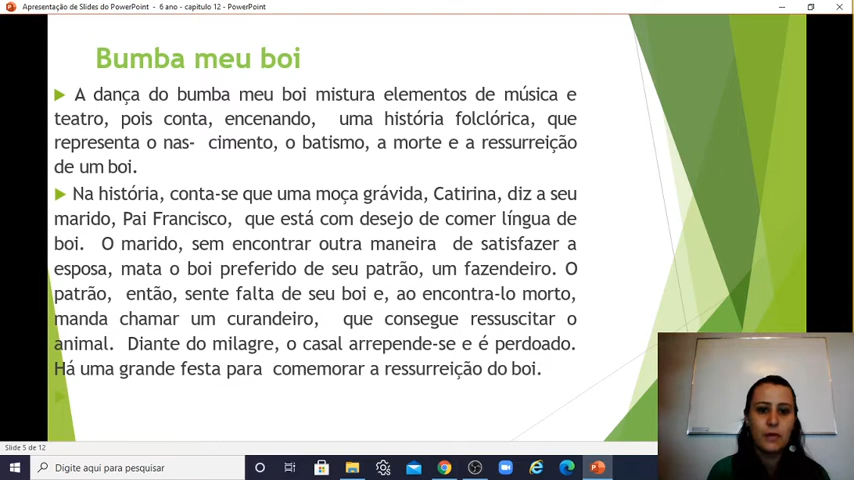 Apresentação de Slides do PowerPoint - 6 ano - capitulo 12 - PowerPoint
Bumba meu boi
A dança do bumba meu boi mistura elementos de música e
teatro, pois conta, encenando, uma história folclórica, que
representa o nas- cimento, o batismo, a morte e a ressurreição
de um boi.
Na história, conta-se que uma moça grávida, Catirina, diz a seu
marido, Pai Francisco, que está com desejo de comer língua de
boi. O marido, sem encontrar outra maneira de satisfazer a
esposa, mata o boi preferido de seu patrão, um fazendeiro. O
patrão, então, sente falta de seu boi e, ao encontra-lo morto,
manda chamar um curandeiro, que consegue ressuscitar o
animal. Diante do milagre, o casal arrepende-se e é perdoado.
Há uma grande festa para comemorar a ressurreição do boi.
Slide 5 de 12
Digite aqui para pesquisar